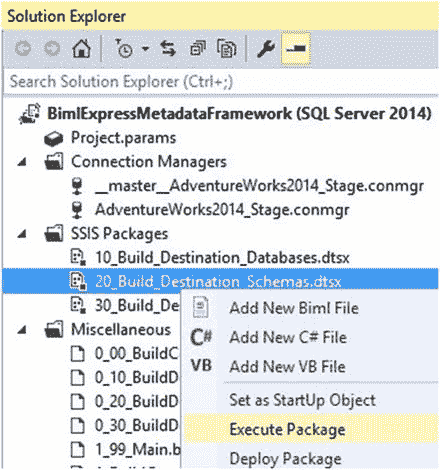 Solution Explorer
Search Solution Explorer (Ctrl+;)
BimlExpressMetadataFramework (SQL Server 2014)
Project.params
Connection Managers
__master__AdventureWorks2014_Stage.conmgr
AdventureWorks2014_Stage.conmgr
SSIS Packages
10_Build_Destination_Databases.dtsx
20_Build_Destination_Schemas.dtsx
30_Build_De
Add New Biml File
Miscellaneous
C# Add New C# File
0_00_BuildC
VB Add New VB File
0_10_BuildD
0_20_BuildD
Set as StartUp Object
0_30_BuildD
Execute Package
1_99_Main.b
Deploy Package